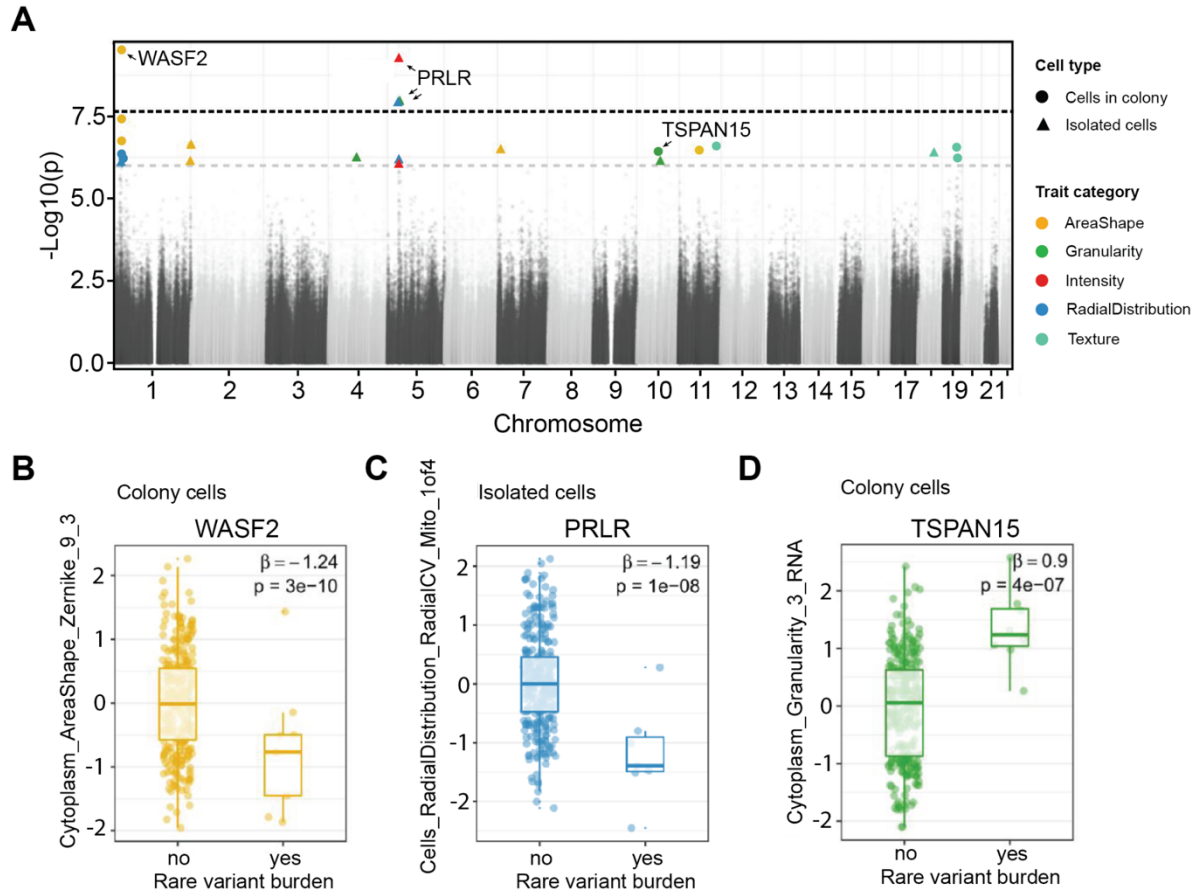 A
WASF2
PRLR
TSPAN15
7.5
5.0
2.5
0.0
-Log10(p)
1 2 3 4 5 6 7 8 9 10 11 12 13 15 17 19 21
Chromosome
Cell type
Cells in colony
Isolated cells
Trait category
AreaShape
Granularity
Intensity
RadialDistribution
Texture
B
Colony cells
WASF2
β = −1.24
p = 3e−10
Cytoplasm_AreaShape_Zernike_9_3
2
1
0
-1
-2
no yes
Rare variant burden
C
Isolated cells
PRLR
β = −1.19
p = 1e−08
Cells_RadialDistribution_RadialCV_Mito_1of4
2
1
0
-1
-2
no yes
Rare variant burden
D
Colony cells
TSPAN15
β = 0.9
p = 4e−07
Cytoplasm_Granularity_3_RNA
2
1
0
-1
-2
no yes
Rare variant burden